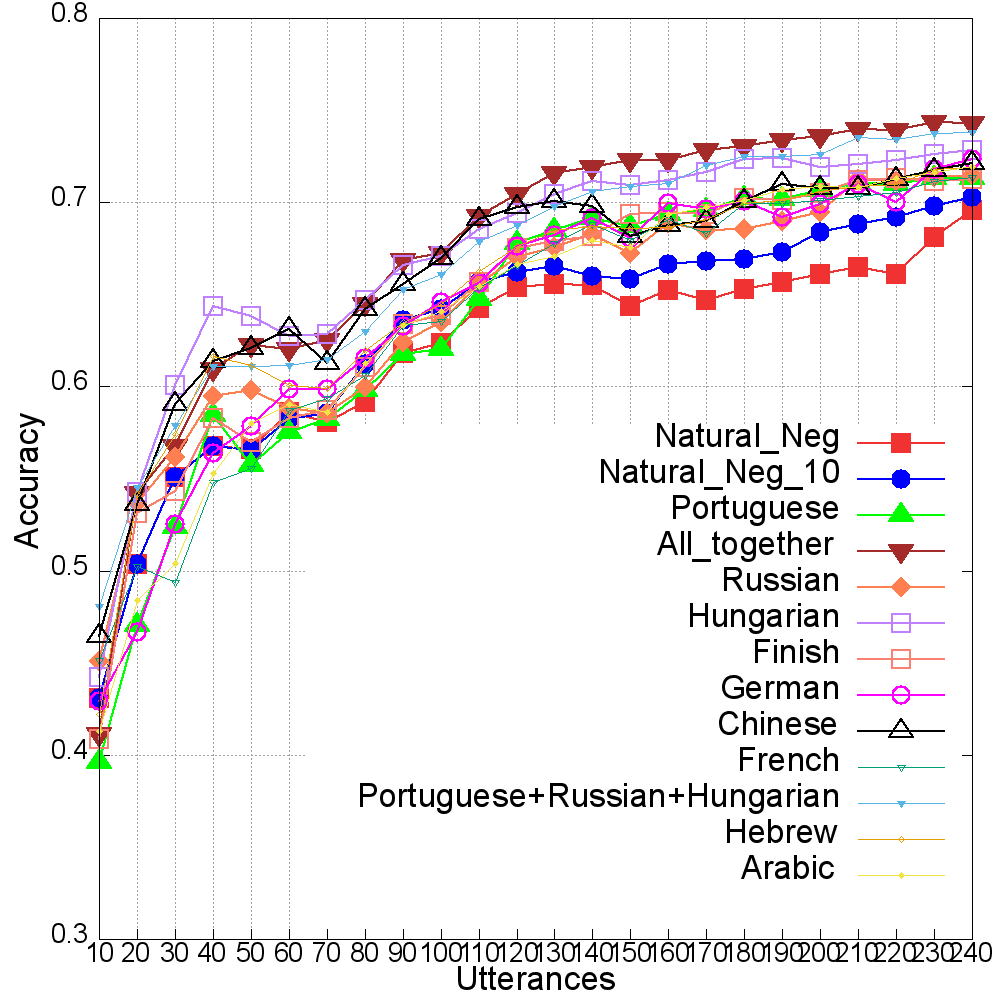 0.8
0.7
0.6
0.5
0.4
0.3
Accuracy
Natural_Neg
Natural_Neg_10
Portuguese
All_together
Russian
Hungarian
Finish
German
Chinese
French
Portuguese+Russian+Hungarian
Hebrew
Arabic
10 20 30 40 50 60 70 80 90 100 110 120 130 140 150 160 170 180 190 200 210 220 230 240
Utterances